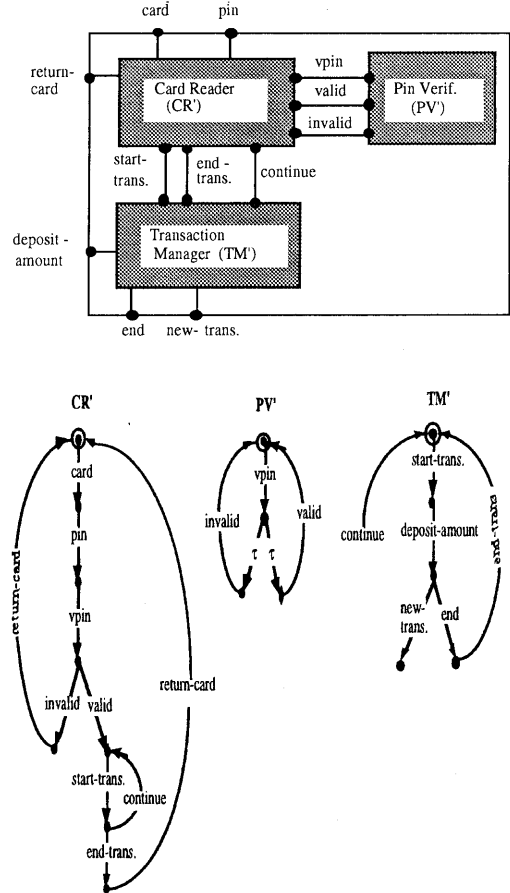 card pin
return-
card
Card Reader
(CR')
vpin
valid
invalid
Pin Verif.
(PV')
start-
trans.
end -
trans.
continue
deposit -
amount
Transaction
Manager (TM')
end new- trans.
CR'
card
pin
vpin
invalid valid
start-trans.
continue
end-trans.
return-card
return-card
PV'
vpin
invalid valid
τ τ
TM'
start-trans.
deposit-amount
continue
new-
trans.
end
end-trans